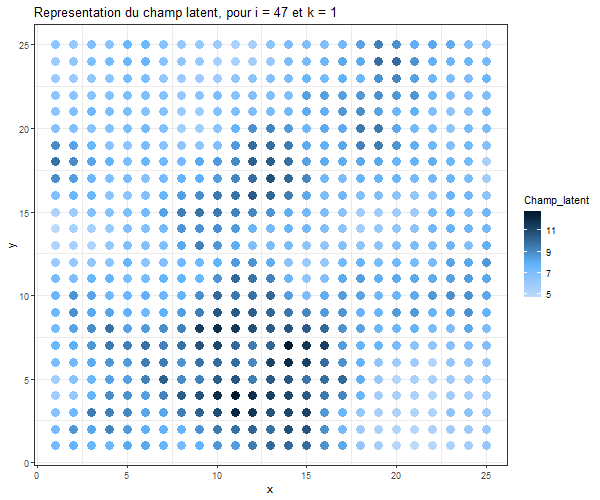 Representation du champ latent, pour i = 47 et k = 1
25
20
15
10
5
0
y
0 5 10 15 20 25
x
Champ_latent
11
9
7
5